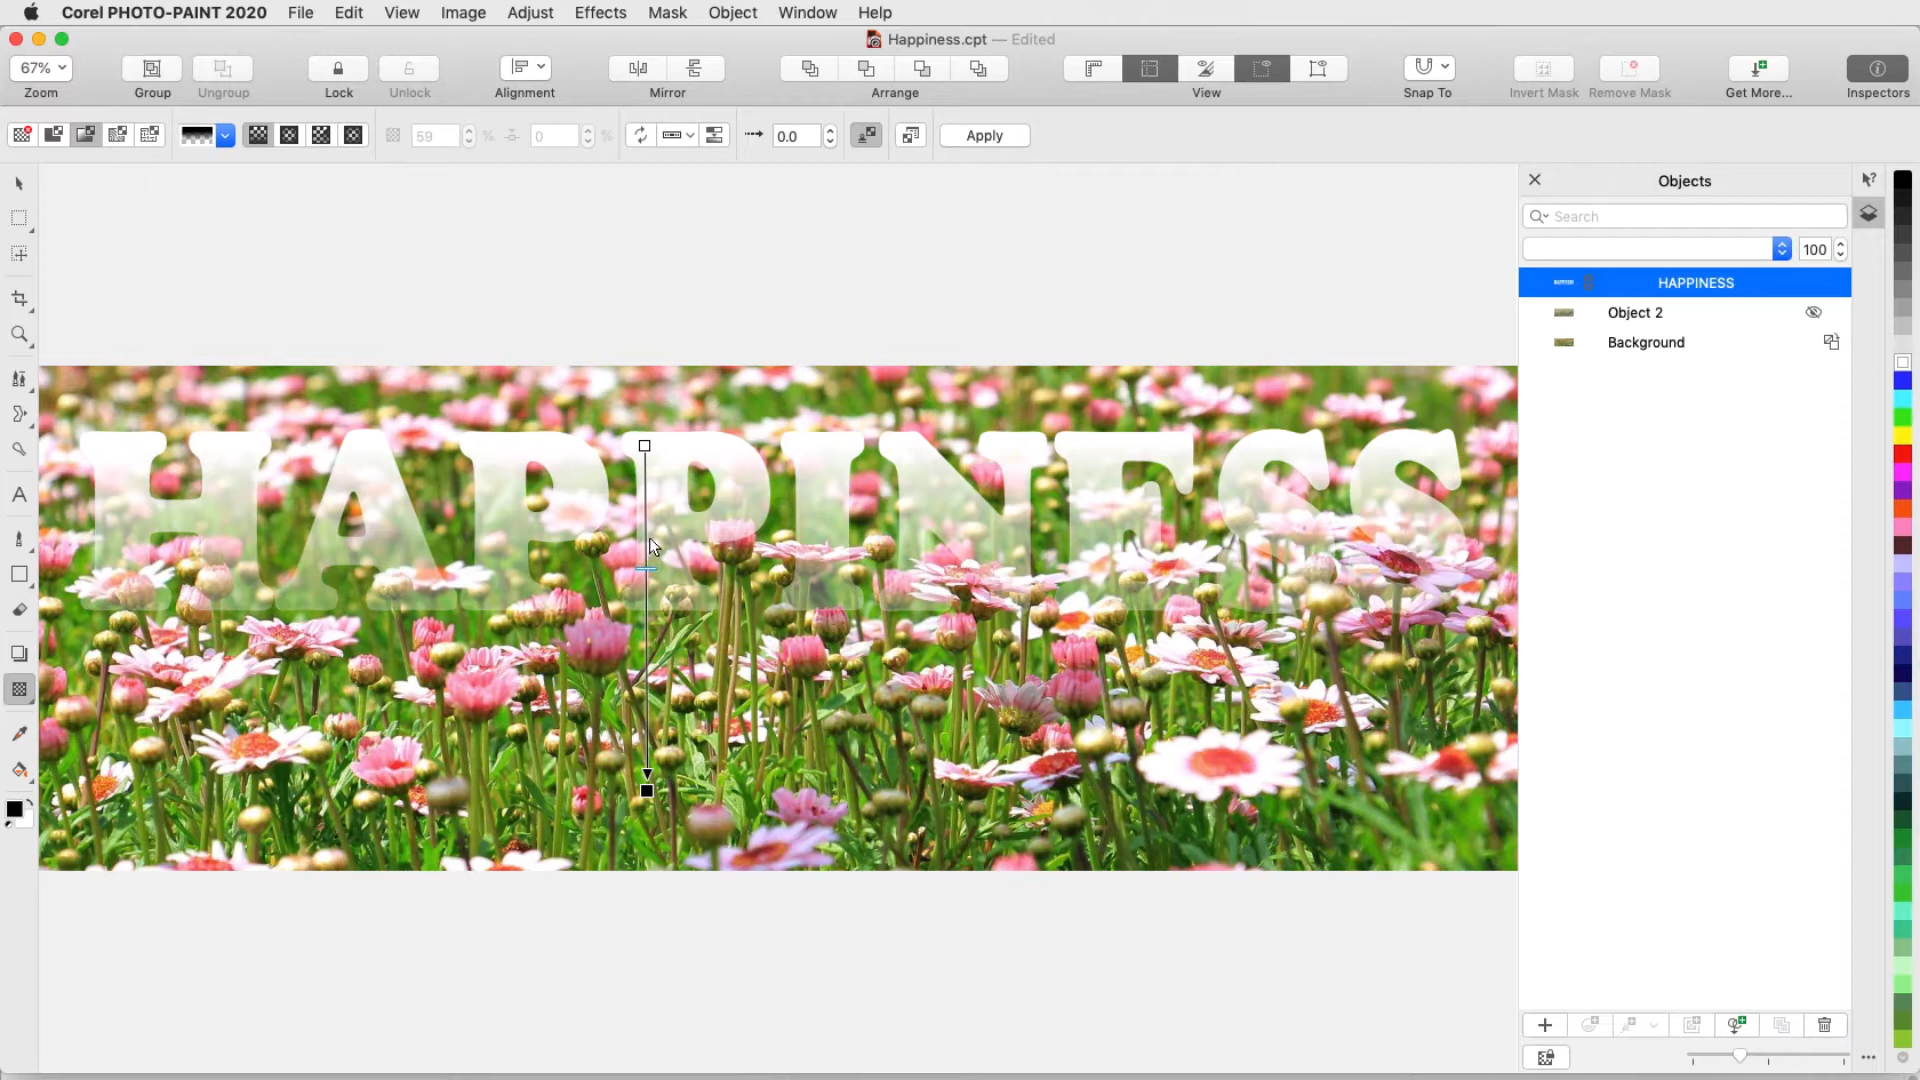 Corel PHOTO-PAINT 2020 File Edit View Image Adjust Effects Mask Object Window Help
Happiness.cpt — Edited
67%
Zoom Group Ungroup Lock Unlock Alignment Mirror Arrange View Snap To Invert Mask Remove Mask Get More... Inspectors
59 % 0 % 0.0 Apply
Objects
Search
100
HAPPINESS
Object 2
Background
HAPPINESS